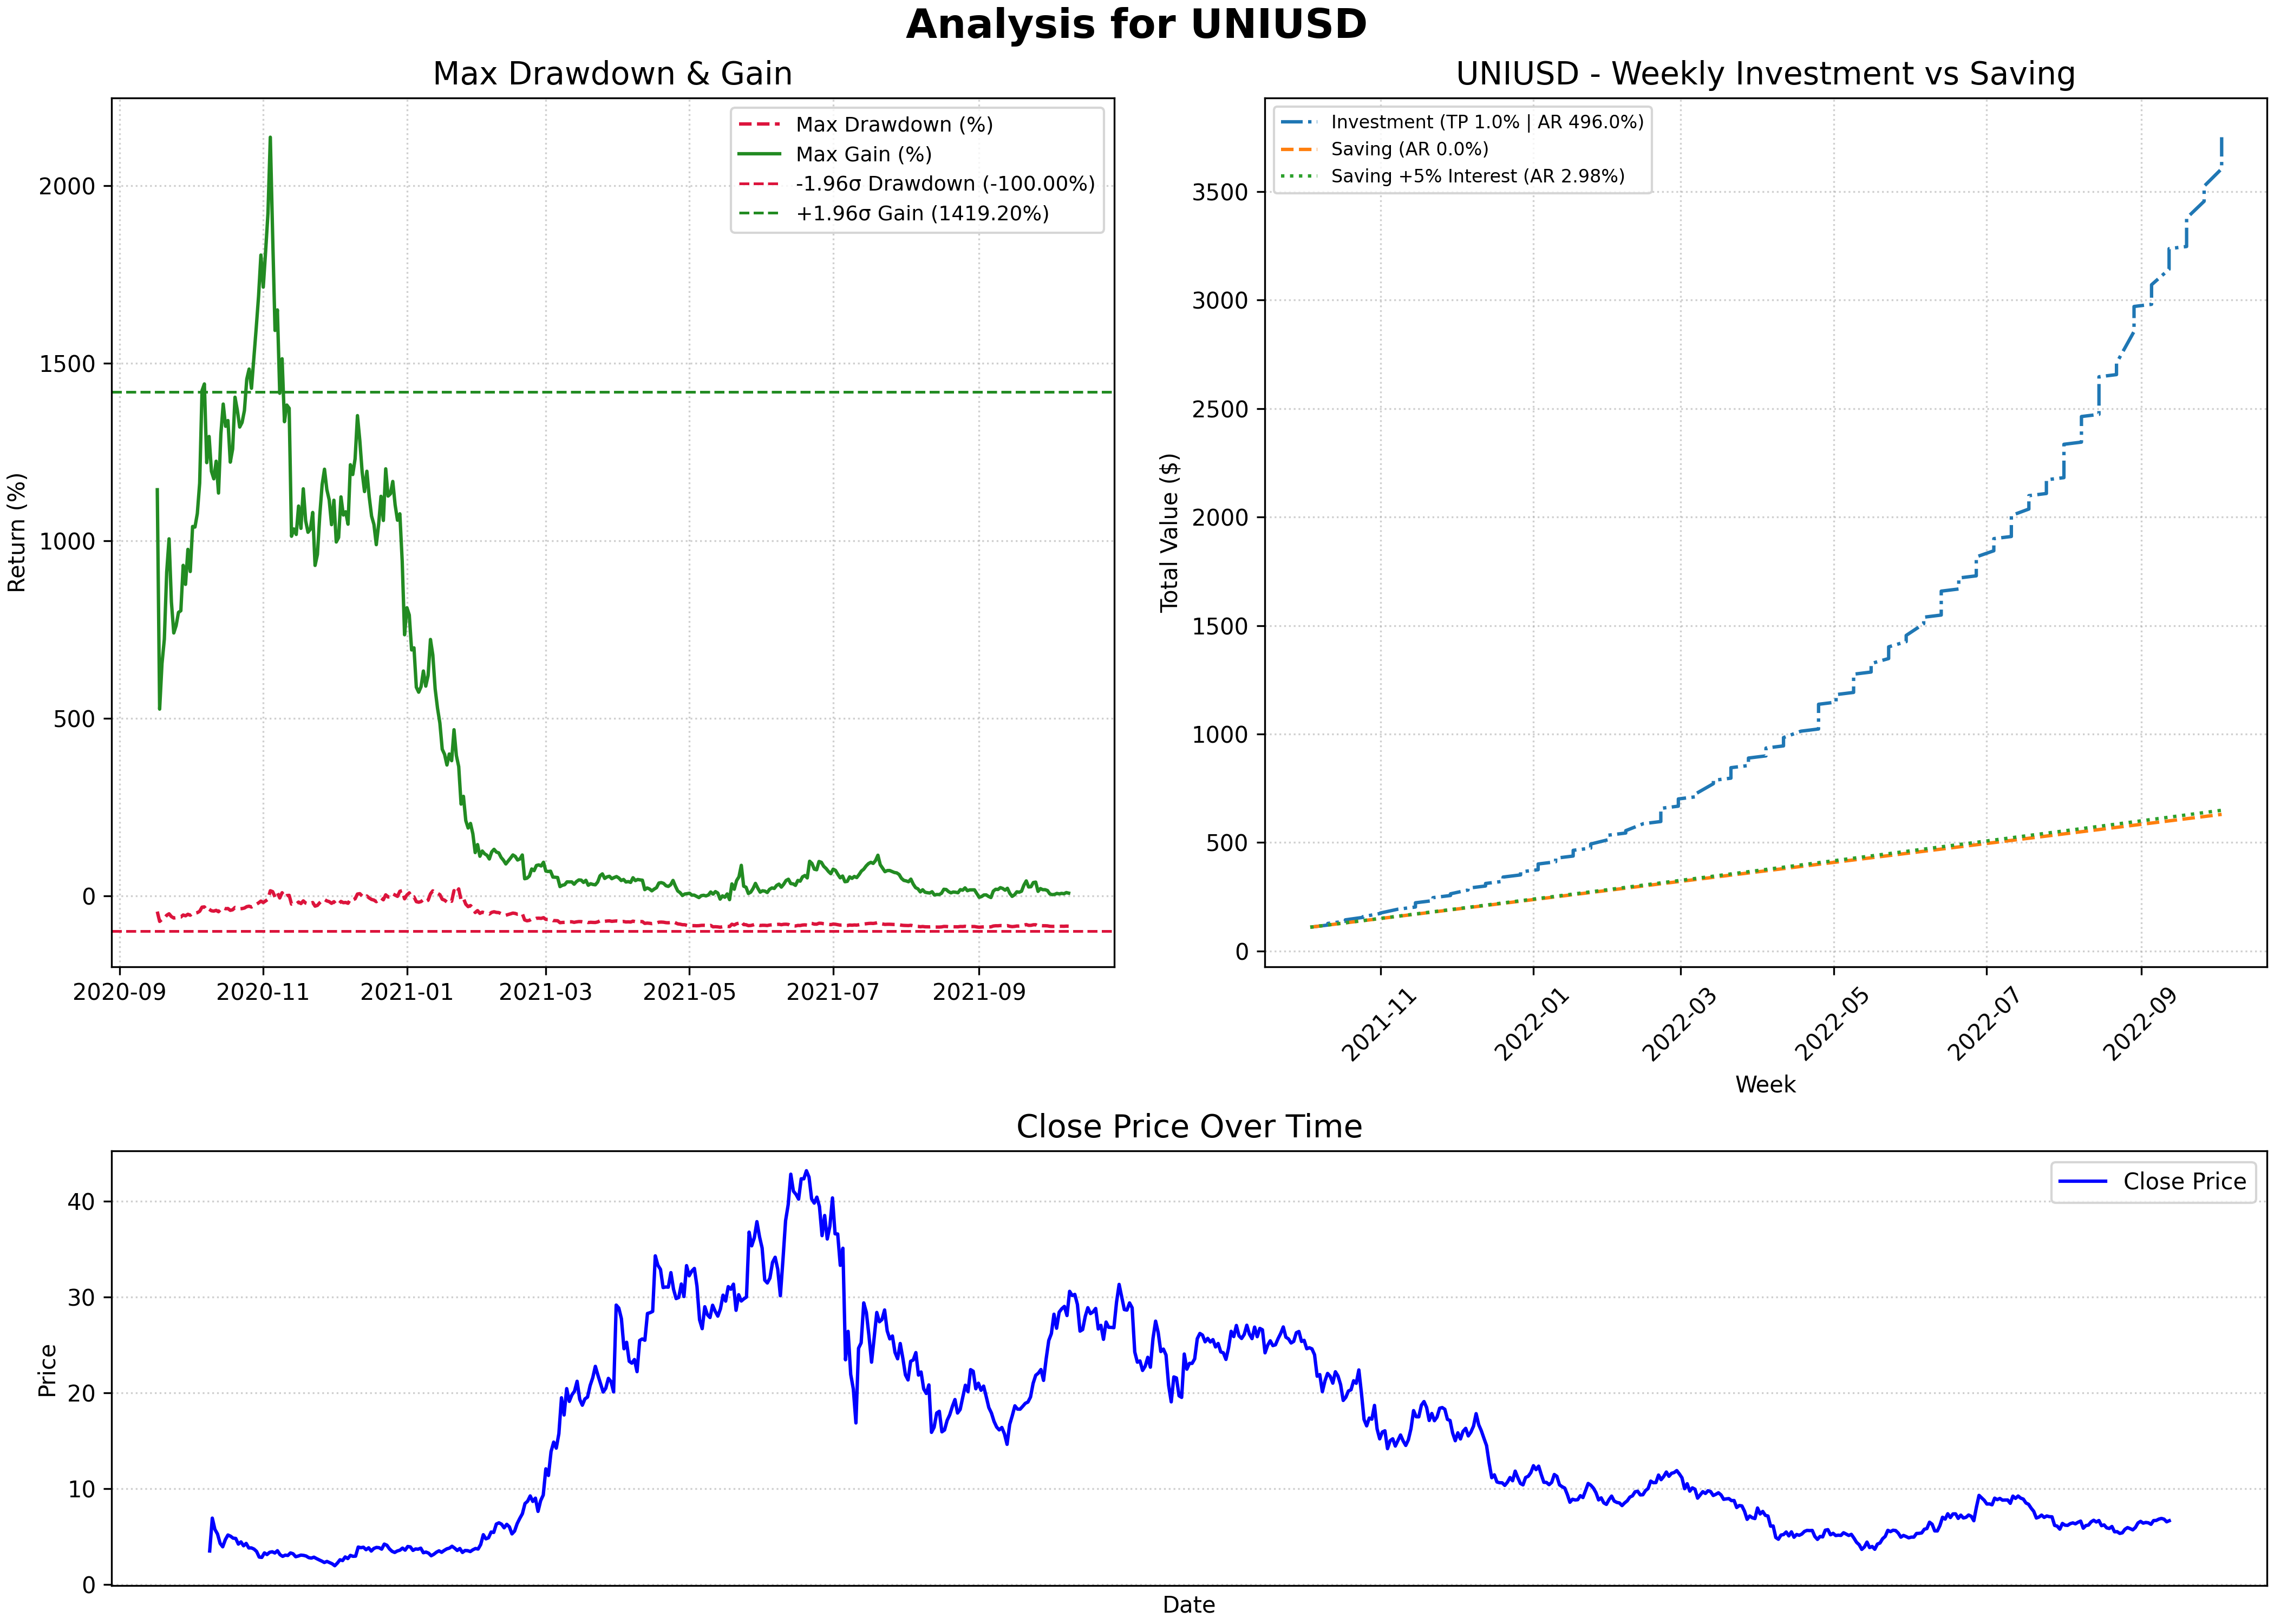 Analysis for UNIUSD
Max Drawdown & Gain
Return (%)
2000
1500
1000
500
0
2020-09
2020-11
2021-01
2021-03
2021-05
2021-07
2021-09
Max Drawdown (%)
Max Gain (%)
-1.96σ Drawdown (-100.00%)
+1.96σ Gain (1419.20%)
UNIUSD - Weekly Investment vs Saving
Total Value ($)
3500
3000
2500
2000
1500
1000
500
0
2021-11
2022-01
2022-03
2022-05
2022-07
2022-09
Week
Investment (TP 1.0% | AR 496.0%)
Saving (AR 0.0%)
Saving +5% Interest (AR 2.98%)
Close Price Over Time
Price
40
30
20
10
0
Date
Close Price